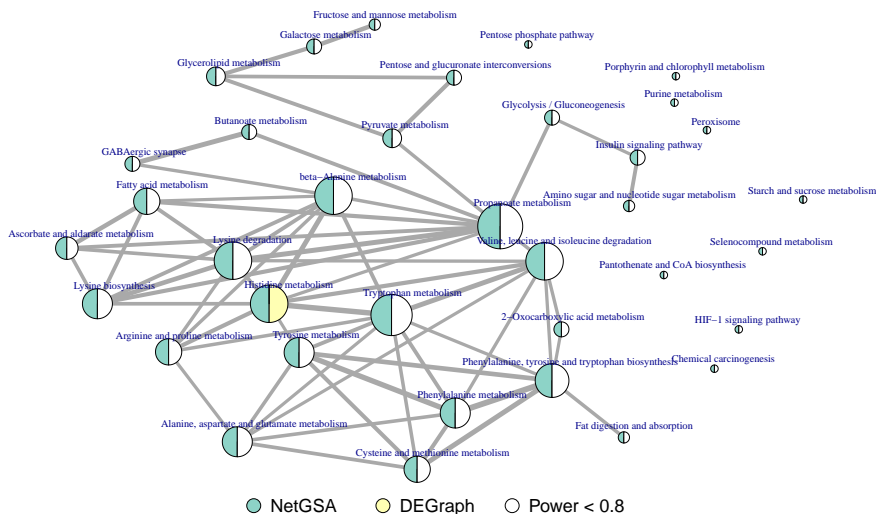 Fructose and mannose metabolism
Galactose metabolism
Pentose phosphate pathway
Glycerolipid metabolism
Pentose and glucuronate interconversions
Porphyrin and chlorophyll metabolism
Purine metabolism
Glycolysis / Gluconeogenesis
Butanoate metabolism
Pyruvate metabolism
Peroxisome
Insulin signaling pathway
GABAergic synapse
beta−Alanine metabolism
Fatty acid metabolism
Propanoate metabolism
Amino sugar and nucleotide sugar metabolism
Starch and sucrose metabolism
Ascorbate and aldarate metabolism
Lysine degradation
Valine, leucine and isoleucine degradation
Selenocompound metabolism
Pantothenate and CoA biosynthesis
Lysine biosynthesis
Histidine metabolism
Tryptophan metabolism
2−Oxocarboxylic acid metabolism
HIF−1 signaling pathway
Arginine and proline metabolism
Tyrosine metabolism
Phenylalanine, tyrosine and tryptophan biosynthesis
Chemical carcinogenesis
Phenylalanine metabolism
Alanine, aspartate and glutamate metabolism
Fat digestion and absorption
Cysteine and methionine metabolism
NetGSA DEGraph Power < 0.8